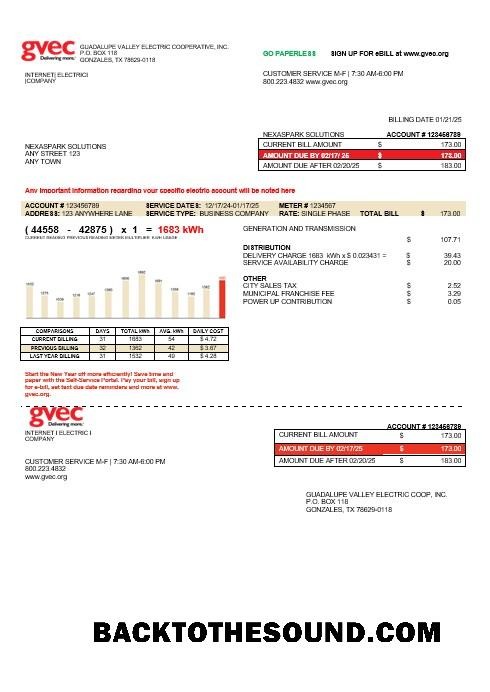 gvec
Delivering more.
GUADALUPE VALLEY ELECTRIC COOPERATIVE, INC.
P.O. BOX 118
GONZALES, TX 78629-0118
GO PAPERLESS SIGN UP FOR eBILL at www.gvec.org
INTERNET| ELECTRICI
|COMPANY
CUSTOMER SERVICE M-F | 7:30 AM-6:00 PM
800.223.4832 www.gvec.org
BILLING DATE 01/21/25
NEXASPARK SOLUTIONS ACCOUNT # 123456789
NEXASPARK SOLUTIONS
ANY STREET 123
ANY TOWN
CURRENT BILL AMOUNT $ 173.00
AMOUNT DUE BY 02/17/ 25 $ 173.00
AMOUNT DUE AFTER 02/20/25 $ 183.00
Any important information regarding your specific electric account will be noted here
ACCOUNT # 123456789 SERVICE DATES: 12/17/24-01/17/25 METER # 1234567
ADDRESS: 123 ANYWHERE LANE SERVICE TYPE: BUSINESS COMPANY RATE: SINGLE PHASE TOTAL BILL $ 173.00
( 44558 - 42875 ) x 1 = 1683 kWh
CURRENT READING PREVIOUS READING METER MULTIPLIER KWH USAGE
GENERATION AND TRANSMISSION
$ 107.71
DISTRIBUTION
DELIVERY CHARGE 1683 kWh x $ 0.023431 = $ 39.43
SERVICE AVAILABILITY CHARGE $ 20.00
OTHER
CITY SALES TAX $ 2.52
MUNICIPAL FRANCHISE FEE $ 3.29
POWER UP CONTRIBUTION $ 0.05
COMPARISONS DAYS TOTAL kWh AVG. kWh DAILY COST
CURRENT BILLING 31 1683 54 $ 4.72
PREVIOUS BILLING 32 1362 42 $ 3.67
LAST YEAR BILLING 31 1532 49 $ 4.28
Start the New Year off more efficiently! Save time and
paper with the Self-Service Portal. Pay your bill, sign up
for e-bill, set text due date reminders and more at www.
gvec.org.
gvec
Delivering more.
INTERNET I ELECTRIC I
COMPANY
ACCOUNT # 123456789
CURRENT BILL AMOUNT $ 173.00
AMOUNT DUE BY 02/17/25 $ 173.00
AMOUNT DUE AFTER 02/20/25 $ 183.00
CUSTOMER SERVICE M-F | 7:30 AM-6:00 PM
800.223.4832
www.gvec.org
GUADALUPE VALLEY ELECTRIC COOP, INC.
P.O. BOX 118
GONZALES, TX 78629-0118
BACKTOTHESOUND.COM